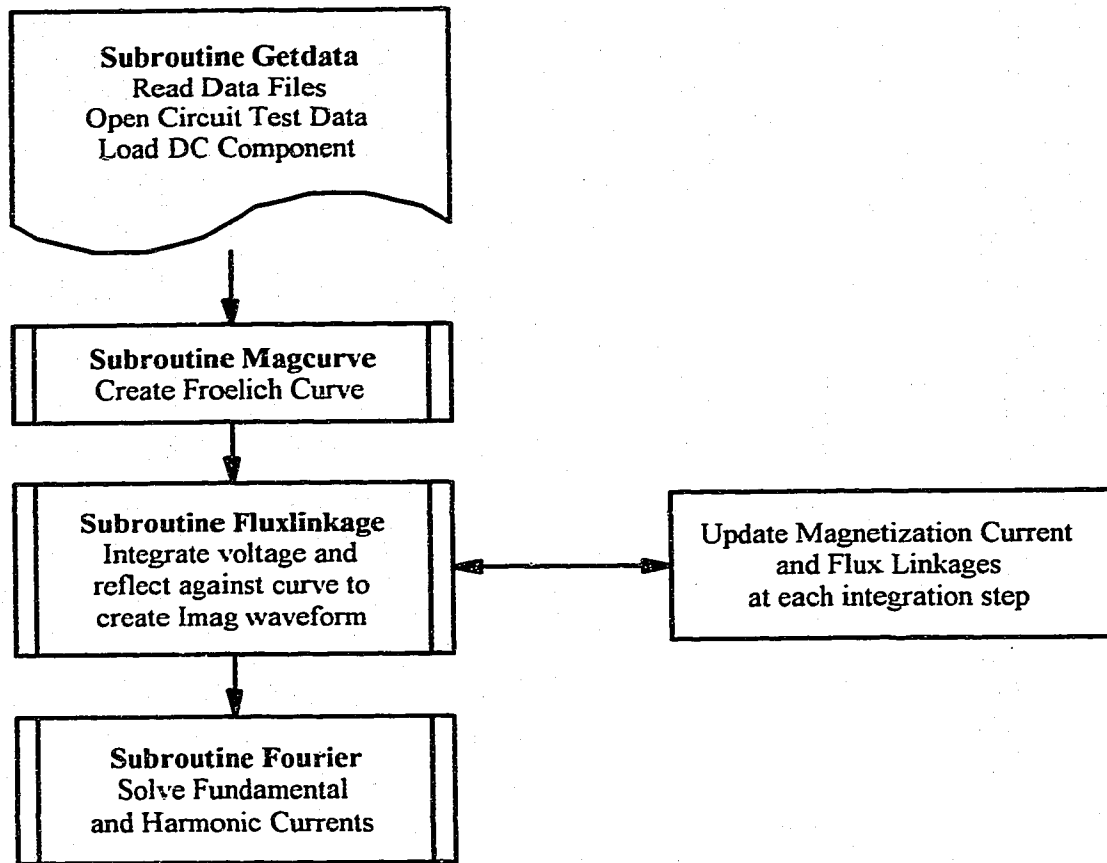 Subroutine Getdata
Read Data Files
Open Circuit Test Data
Load DC Component
Subroutine Magcurve
Create Froelich Curve
Subroutine Fluxlinkage
Integrate voltage and
reflect against curve to
create Imag waveform
Update Magnetization Current
and Flux Linkages
at each integration step
Subroutine Fourier
Solve Fundamental
and Harmonic Currents